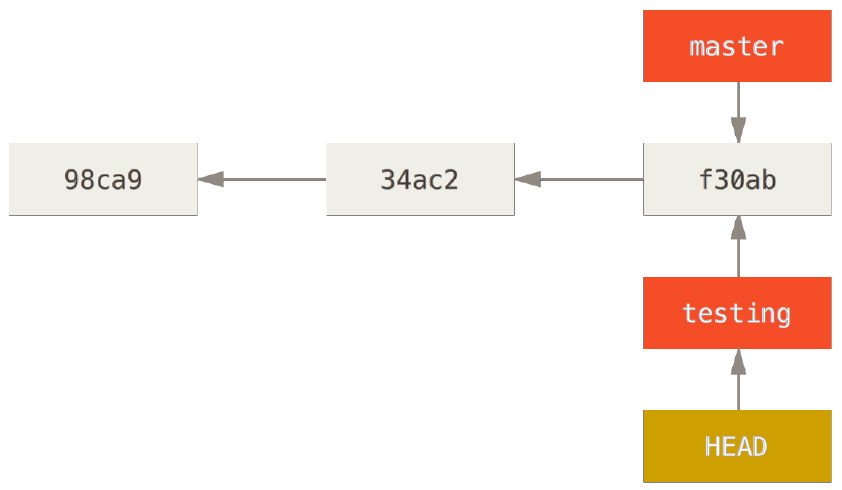 master
98ca9
34ac2
f30ab
testing
HEAD